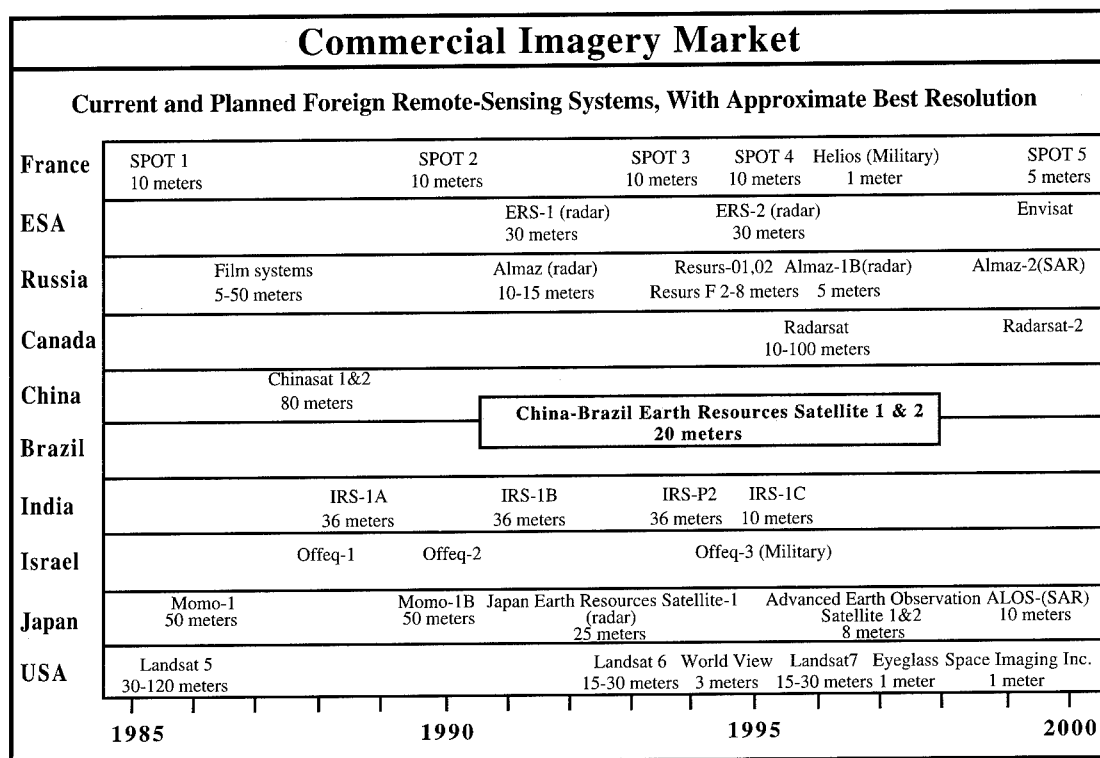 Commercial Imagery Market
Current and Planned Foreign Remote-Sensing Systems, With Approximate Best Resolution
France
SPOT 1 SPOT 2 SPOT 3 SPOT 4 Helios (Military) SPOT 5
10 meters 10 meters 10 meters 10 meters 1 meter 5 meters
ESA
ERS-1 (radar) ERS-2 (radar) Envisat
30 meters 30 meters
Russia
Film systems Almaz (radar) Resurs-01,02 Almaz-1B(radar) Almaz-2(SAR)
5-50 meters 10-15 meters Resurs F 2-8 meters 5 meters
Canada
Radarsat Radarsat-2
10-100 meters
China
Chinasat 1&2
80 meters
China-Brazil Earth Resources Satellite 1 & 2
20 meters
Brazil
India
IRS-1A IRS-1B IRS-P2 IRS-1C
36 meters 36 meters 36 meters 10 meters
Israel
Offeq-1 Offeq-2 Offeq-3 (Military)
Japan
Momo-1 Momo-1B Japan Earth Resources Satellite-1 Advanced Earth Observation ALOS-(SAR)
50 meters 50 meters (radar) Satellite 1&2 10 meters
25 meters 8 meters
USA
Landsat 5 Landsat 6 World View Landsat7 Eyeglass Space Imaging Inc.
30-120 meters 15-30 meters 3 meters 15-30 meters 1 meter 1 meter
1985 1990 1995 2000